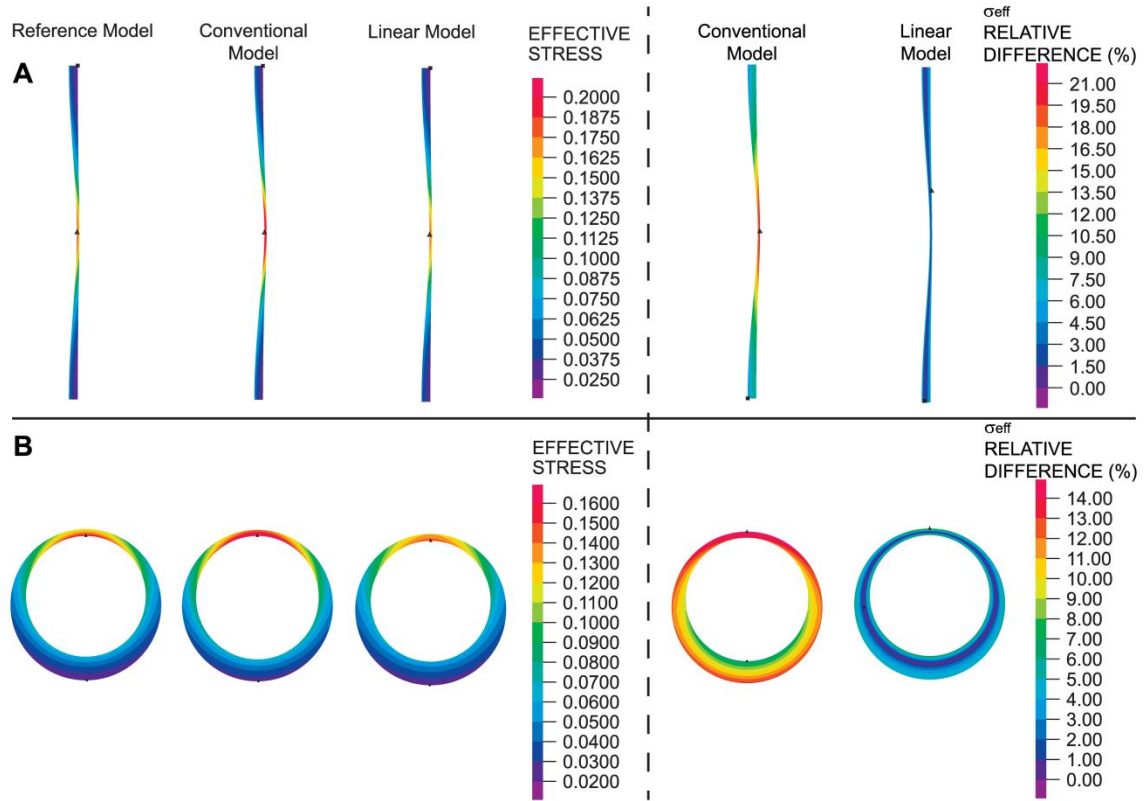 Reference Model
Conventional
Model
Linear Model
EFFECTIVE
STRESS
Conventional
Model
Linear
Model
σeff
RELATIVE
DIFFERENCE (%)
A
0.2000
0.1875
0.1750
0.1625
0.1500
0.1375
0.1250
0.1125
0.1000
0.0875
0.0750
0.0625
0.0500
0.0375
0.0250
21.00
19.50
18.00
16.50
15.00
13.50
12.00
10.50
9.00
7.50
6.00
4.50
3.00
1.50
0.00
B
EFFECTIVE
STRESS
0.1600
0.1500
0.1400
0.1300
0.1200
0.1100
0.0900
0.0800
0.0700
0.0600
0.0500
0.0400
0.0300
0.0200
σeff
RELATIVE
DIFFERENCE (%)
14.00
13.00
12.00
11.00
10.00
9.00
8.00
7.00
6.00
5.00
4.00
3.00
2.00
1.00
0.00